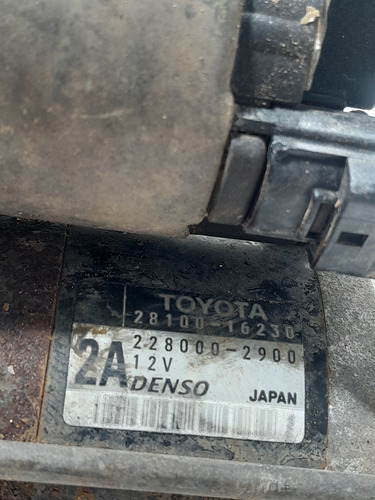 TOYOTA
28100-16230
2A
228000-2900
12V
DENSO
JAPAN